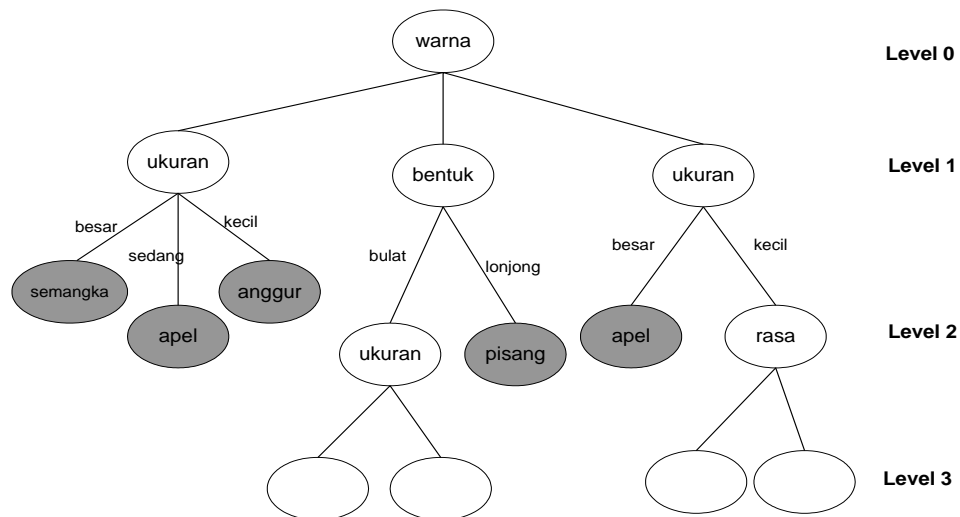 warna
Level 0
ukuran
bentuk
ukuran
Level 1
besar
sedang
kecil
bulat
lonjong
besar
kecil
semangka
apel
anggur
ukuran
pisang
apel
rasa
Level 2
Level 3